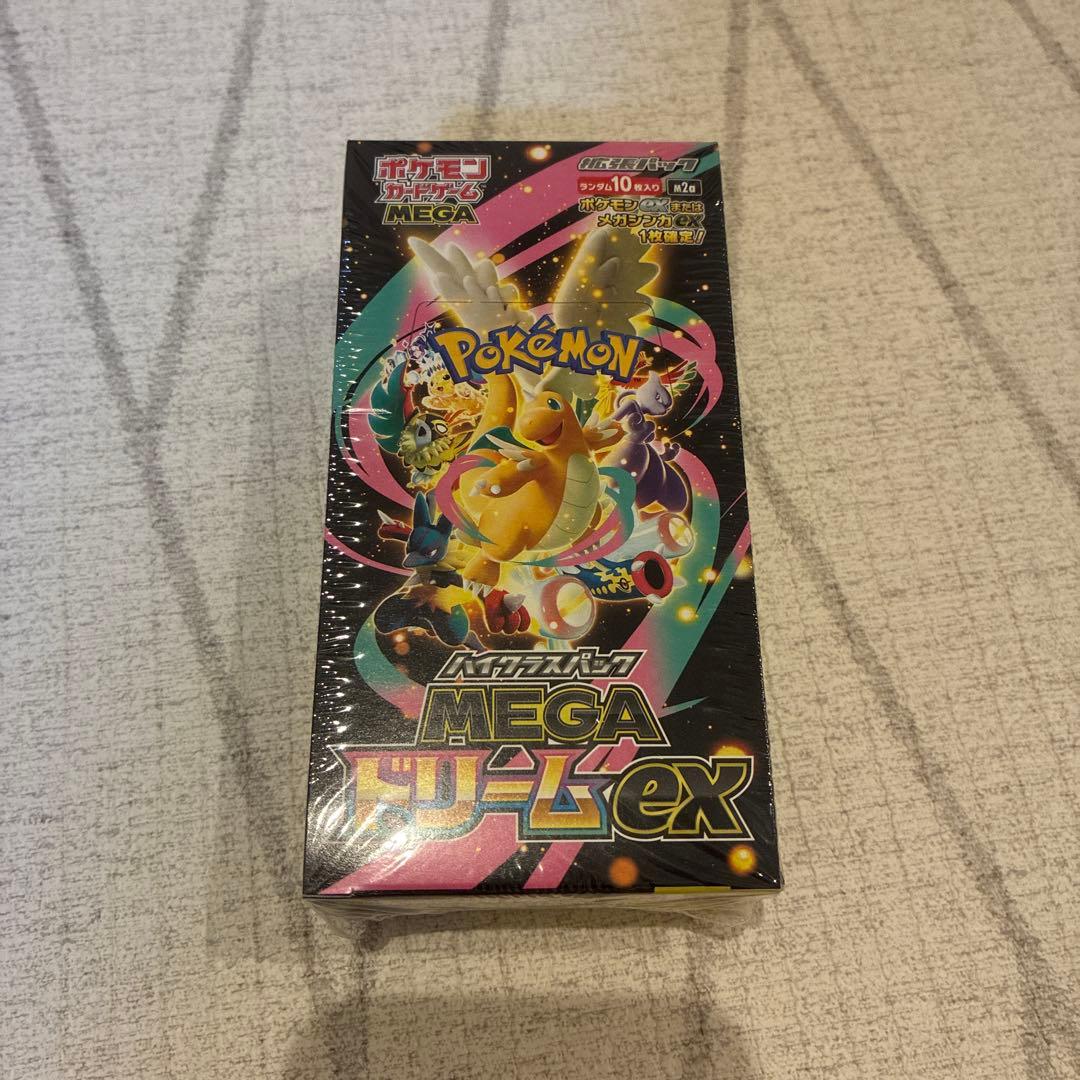 ポケモン
カードゲーム
MEGA
拡張パック
ランダム10枚入り M2a
ポケモンexまたは
メガシンカex
1枚確定!
POKÉMON
TM
ハイクラスパック
MEGA
ドリームex